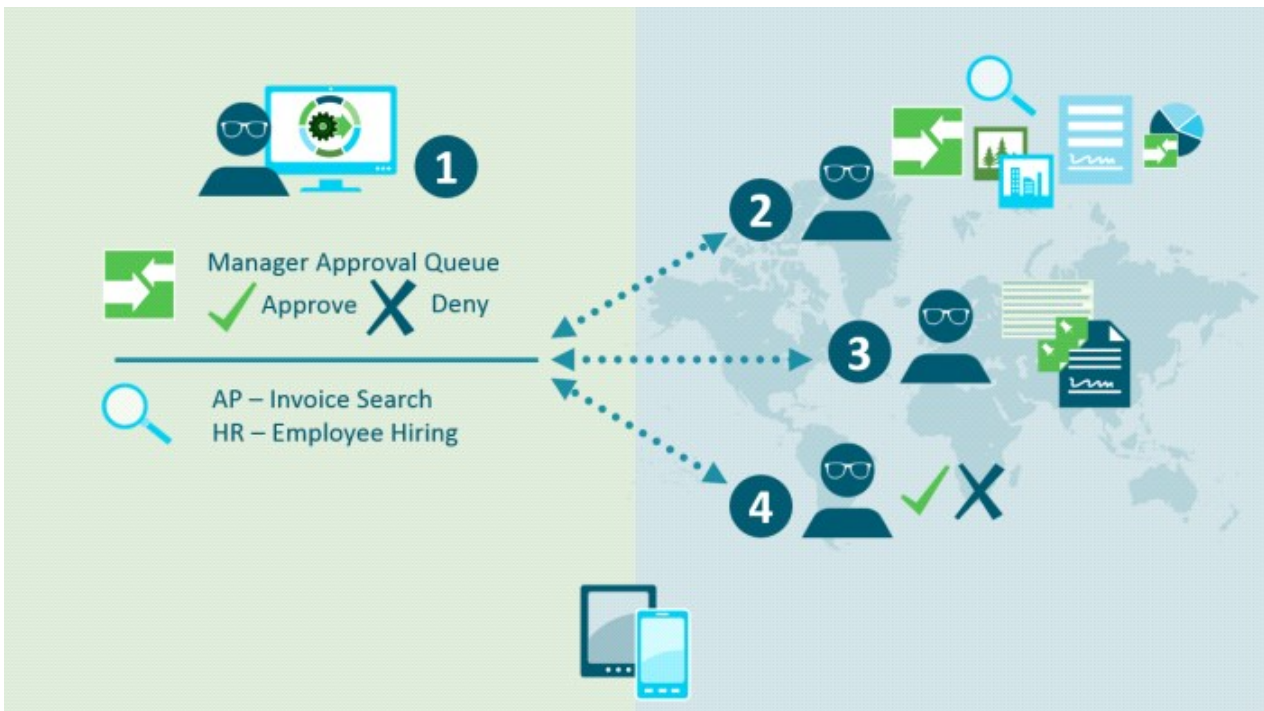 1
Manager Approval Queue
Approve Deny
AP – Invoice Search
HR – Employee Hiring
2
3
4